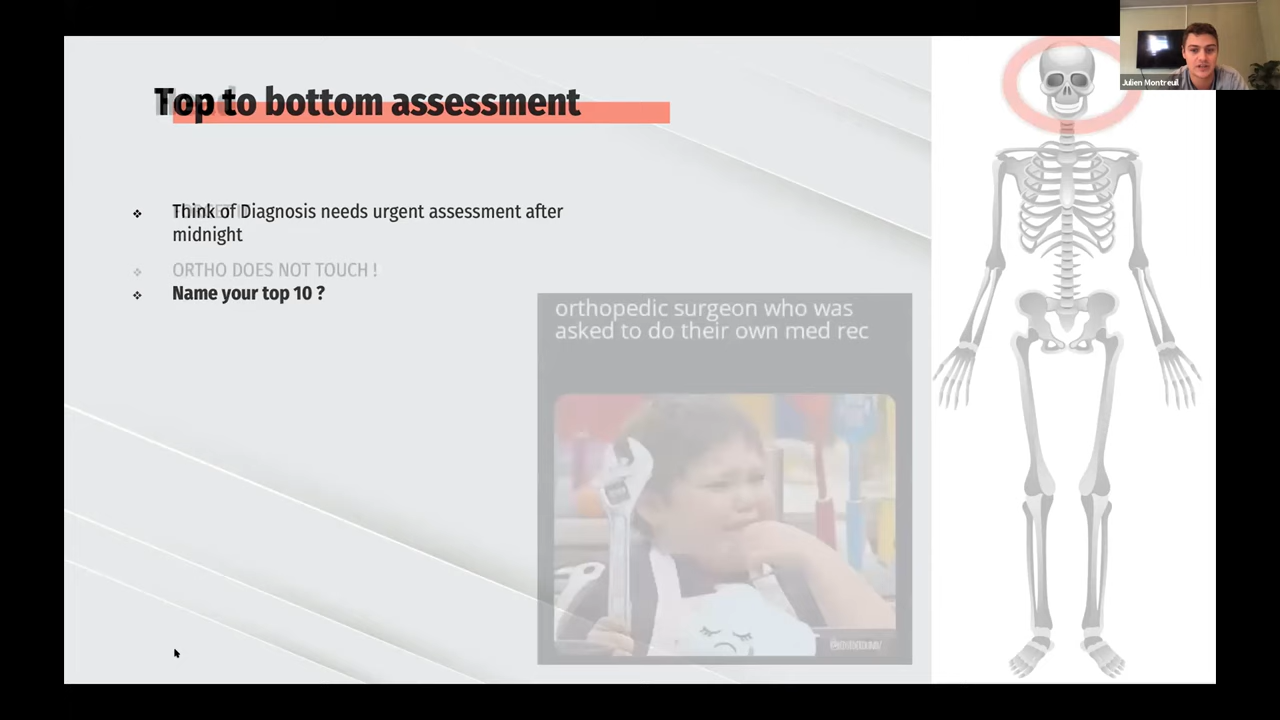 Top to bottom assessment
Think of Diagnosis needs urgent assessment after
midnight
ORTHO DOES NOT TOUCH !
Name your top 10 ?
orthopedic surgeon who was
asked to do their own med rec
Julien Montreuil